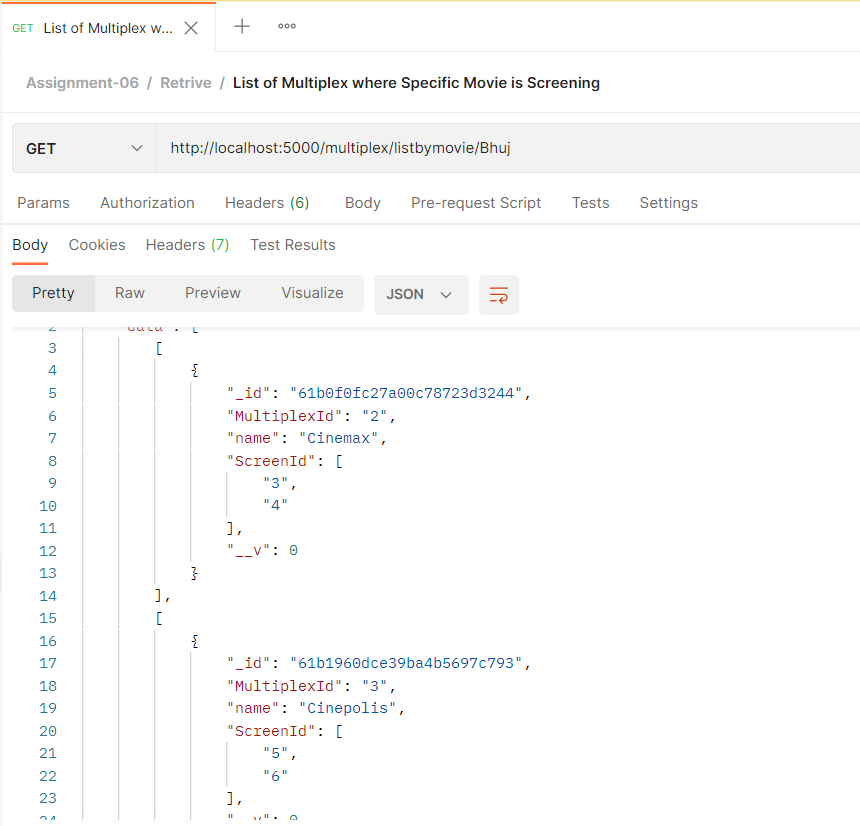 GET List of Multiplex w...
Assignment-06 / Retrive / List of Multiplex where Specific Movie is Screening
GET http://localhost:5000/multiplex/listbymovie/Bhuj
Params Authorization Headers (6) Body Pre-request Script Tests Settings
Body Cookies Headers (7) Test Results
Pretty Raw Preview Visualize JSON
2 "data": [
3 [
4 {
5 "_id": "61b0f0fc27a00c78723d3244",
6 "MultiplexId": "2",
7 "name": "Cinemax",
8 "ScreenId": [
9 "3",
10 "4"
11 ],
12 "__v": 0
13 }
14 ],
15 [
16 {
17 "_id": "61b1960dce39ba4b5697c793",
18 "MultiplexId": "3",
19 "name": "Cinepolis",
20 "ScreenId": [
21 "5",
22 "6"
23 ],
24 "__v": 0